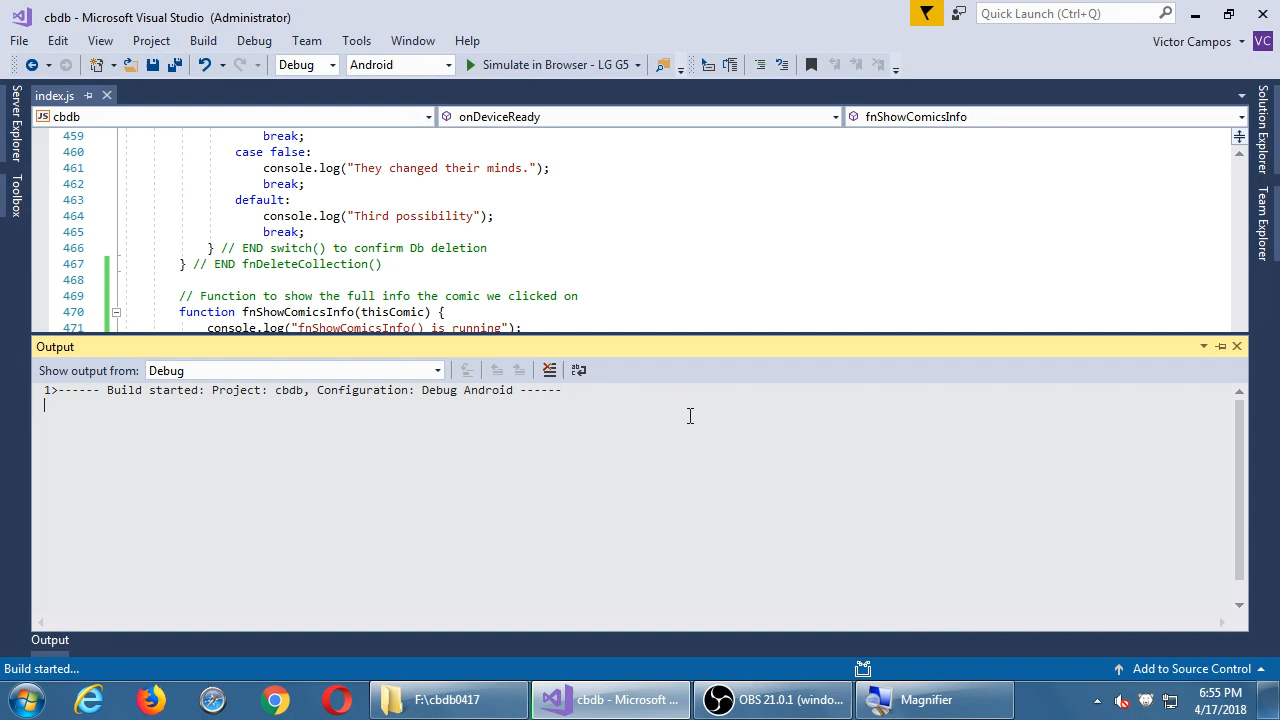 cbdb - Microsoft Visual Studio (Administrator)
Quick Launch (Ctrl+Q)
File Edit View Project Build Debug Team Tools Window Help
Victor Campos VC
Debug Android Simulate in Browser - LG G5
Server Explorer
Toolbox
Solution Explorer
Team Explorer
index.js
JS cbdb onDeviceReady fnShowComicsInfo
459 break;
460 case false:
461 console.log("They changed their minds.");
462 break;
463 default:
464 console.log("Third possibility");
465 break;
466 } // END switch() to confirm Db deletion
467 } // END fnDeleteCollection()
468
469 // Function to show the full info the comic we clicked on
470 function fnShowComicsInfo(thisComic) {
471 console.log("fnShowComicsInfo() is running");
Output
Show output from: Debug
1>------ Build started: Project: cbdb, Configuration: Debug Android ------
Output
Build started...
Add to Source Control
F:\cbdb0417
cbdb - Microsoft ...
OBS 21.0.1 (windo...
Magnifier
6:55 PM
4/17/2018